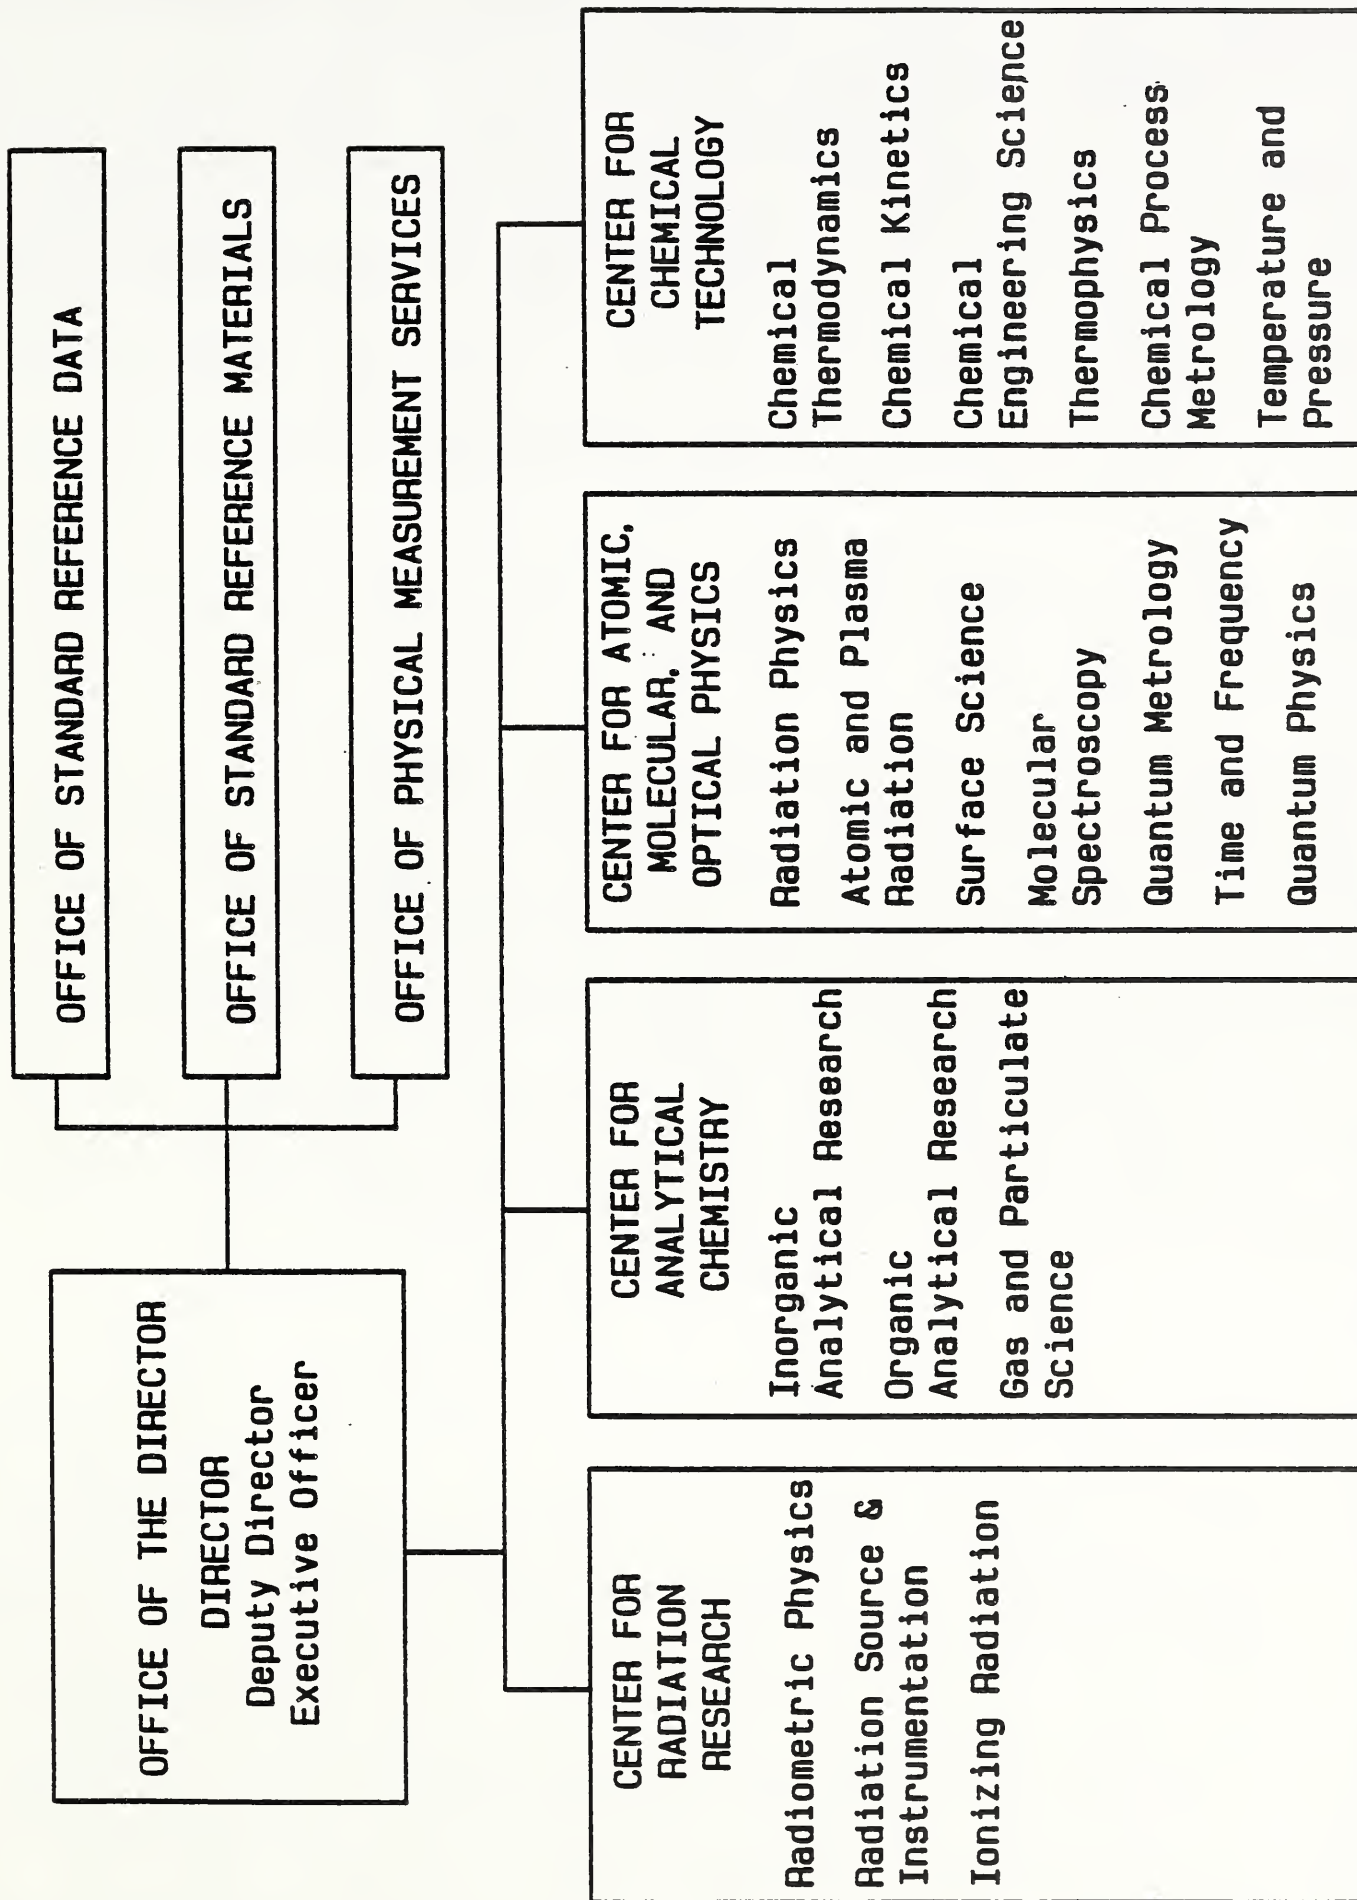 OFFICE OF THE DIRECTOR
DIRECTOR
Deputy Director
Executive Officer
OFFICE OF STANDARD REFERENCE DATA
OFFICE OF STANDARD REFERENCE MATERIALS
OFFICE OF PHYSICAL MEASUREMENT SERVICES
CENTER FOR
RADIATION
RESEARCH
Radiometric Physics
Radiation Source &
Instrumentation
Ionizing Radiation
CENTER FOR
ANALYTICAL
CHEMISTRY
Inorganic
Analytical Research
Organic
Analytical Research
Gas and Particulate
Science
CENTER FOR ATOMIC,
MOLECULAR, AND
OPTICAL PHYSICS
Radiation Physics
Atomic and Plasma
Radiation
Surface Science
Molecular
Spectroscopy
Quantum Metrology
Time and Frequency
Quantum Physics
CENTER FOR
CHEMICAL
TECHNOLOGY
Chemical
Thermodynamics
Chemical Kinetics
Chemical
Engineering Science
Thermophysics
Chemical Process
Metrology
Temperature and
Pressure